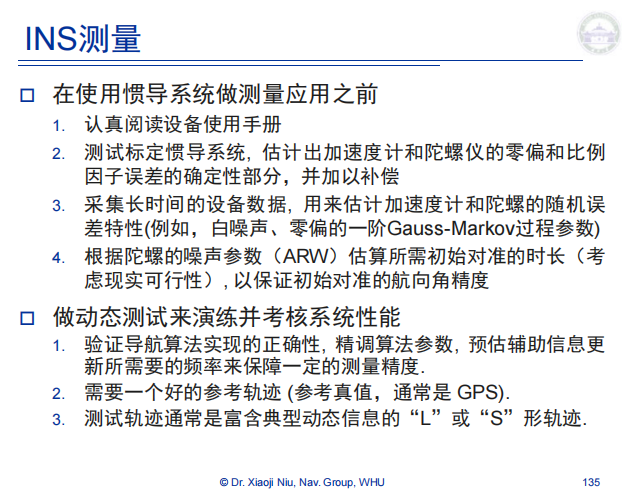 INS测量
在使用惯导系统做测量应用之前
1. 认真阅读设备使用手册
2. 测试标定惯导系统, 估计出加速度计和陀螺仪的零偏和比例
因子误差的确定性部分，并加以补偿
3. 采集长时间的设备数据, 用来估计加速度计和陀螺的随机误
差特性(例如，白噪声、零偏的一阶Gauss-Markov过程参数)
4. 根据陀螺的噪声参数（ARW）估算所需初始对准的时长（考
虑现实可行性）, 以保证初始对准的航向角精度
做动态测试来演练并考核系统性能
1. 验证导航算法实现的正确性, 精调算法参数, 预估辅助信息更
新所需要的频率来保障一定的测量精度.
2. 需要一个好的参考轨迹 (参考真值，通常是 GPS).
3. 测试轨迹通常是富含典型动态信息的“L”或“S”形轨迹.
© Dr. Xiaoji Niu, Nav. Group, WHU
135